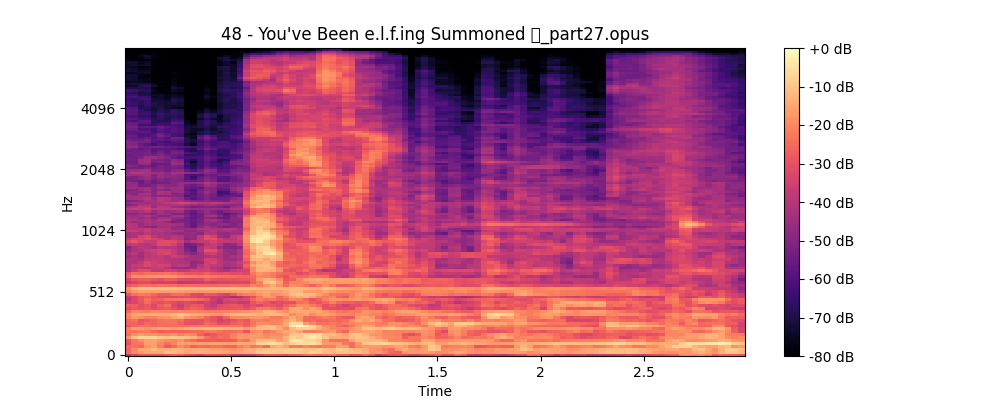 48 - You've Been e.l.f.ing Summoned _part27.opus
Hz
4096
2048
1024
512
0
0
0.5
1
1.5
2
2.5
Time
+0 dB
-10 dB
-20 dB
-30 dB
-40 dB
-50 dB
-60 dB
-70 dB
-80 dB